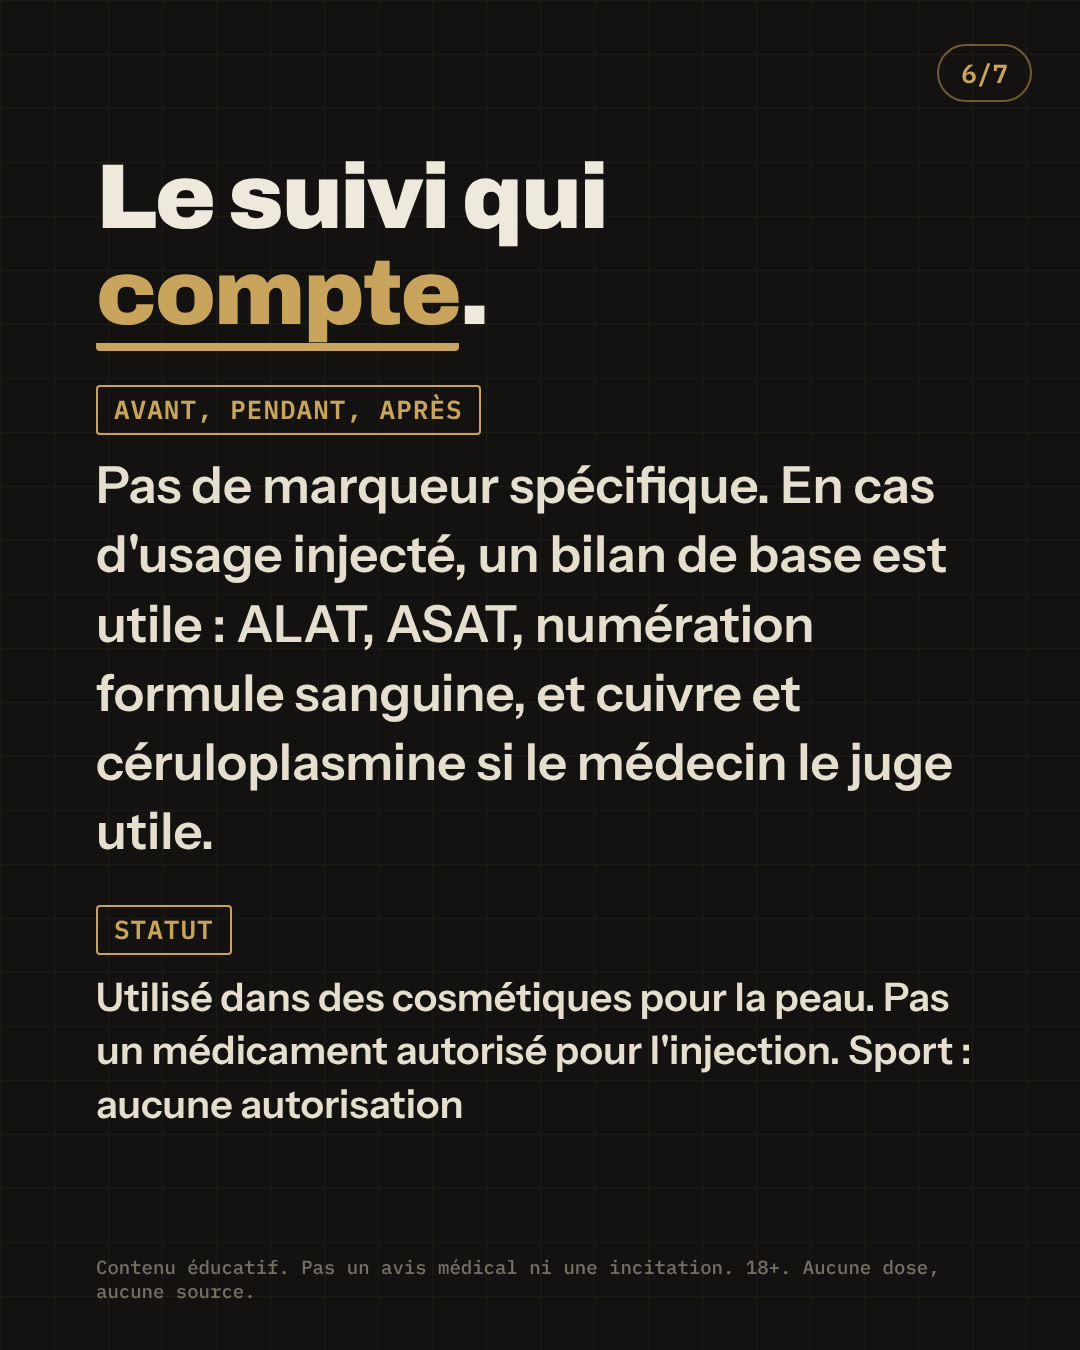 6/7
Le suivi qui
compte.
AVANT, PENDANT, APRÈS
Pas de marqueur spécifique. En cas
d'usage injecté, un bilan de base est
utile : ALAT, ASAT, numération
formule sanguine, et cuivre et
céruloplasmine si le médecin le juge
utile.
STATUT
Utilisé dans des cosmétiques pour la peau. Pas
un médicament autorisé pour l'injection. Sport :
aucune autorisation
Contenu éducatif. Pas un avis médical ni une incitation. 18+. Aucune dose,
aucune source.